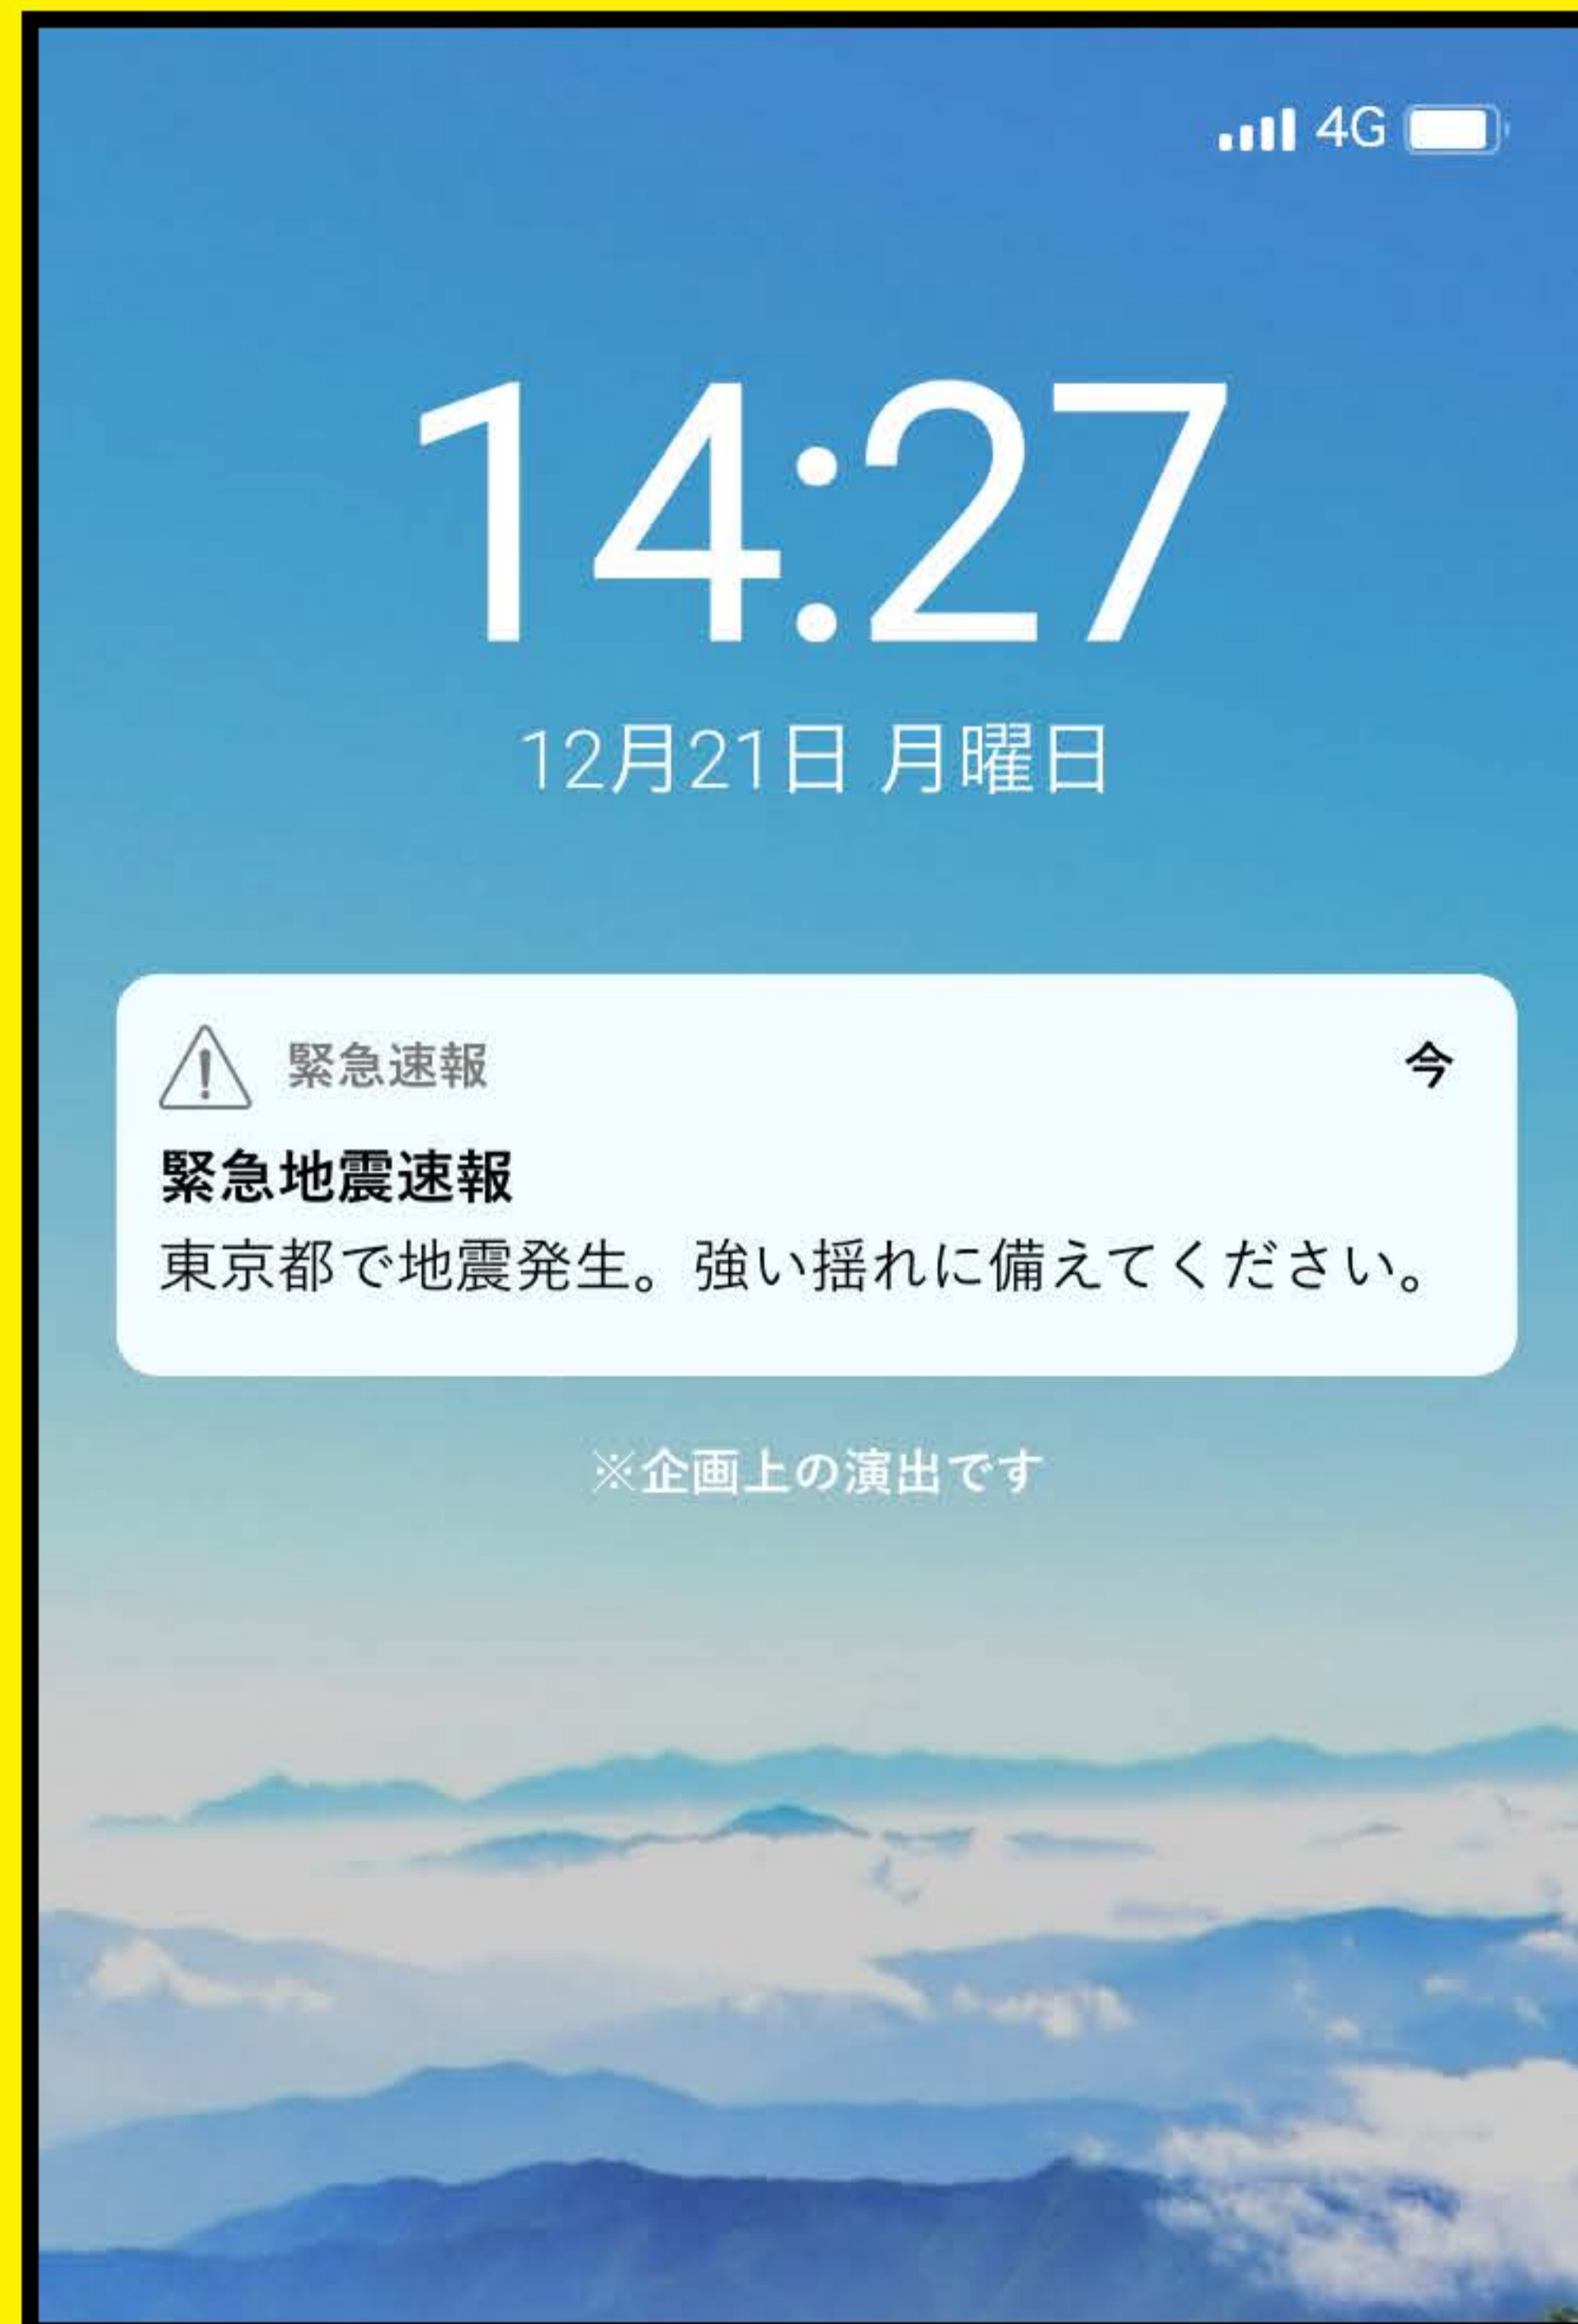 4G
14:27
12月21日 月曜日
緊急速報 今
緊急地震速報
東京都で地震発生。強い揺れに備えてください。
※企画上の演出です